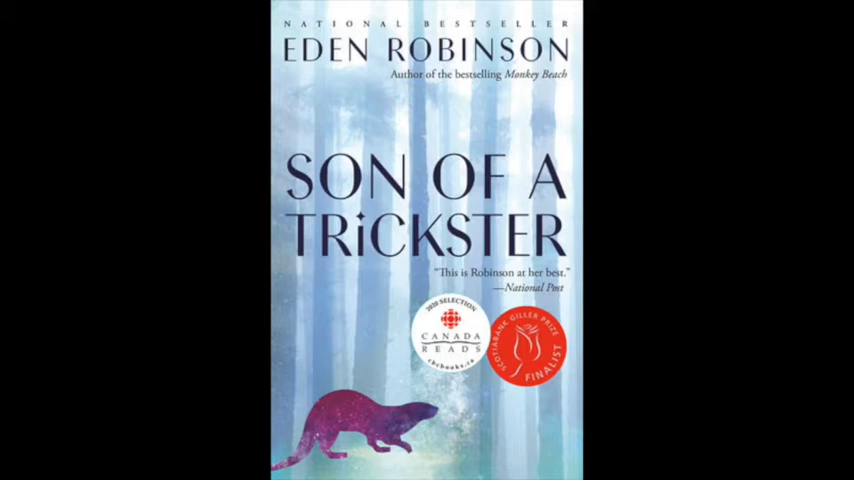 NATIONAL BESTSELLER
EDEN ROBINSON
Author of the bestselling Monkey Beach
SON OF A
TRiCKSTER
“This is Robinson at her best.”
—National Post
2020 SELECTION
CANADA
READS
cbcbooks.ca
SCOTIABANK GILLER PRIZE
FINALIST